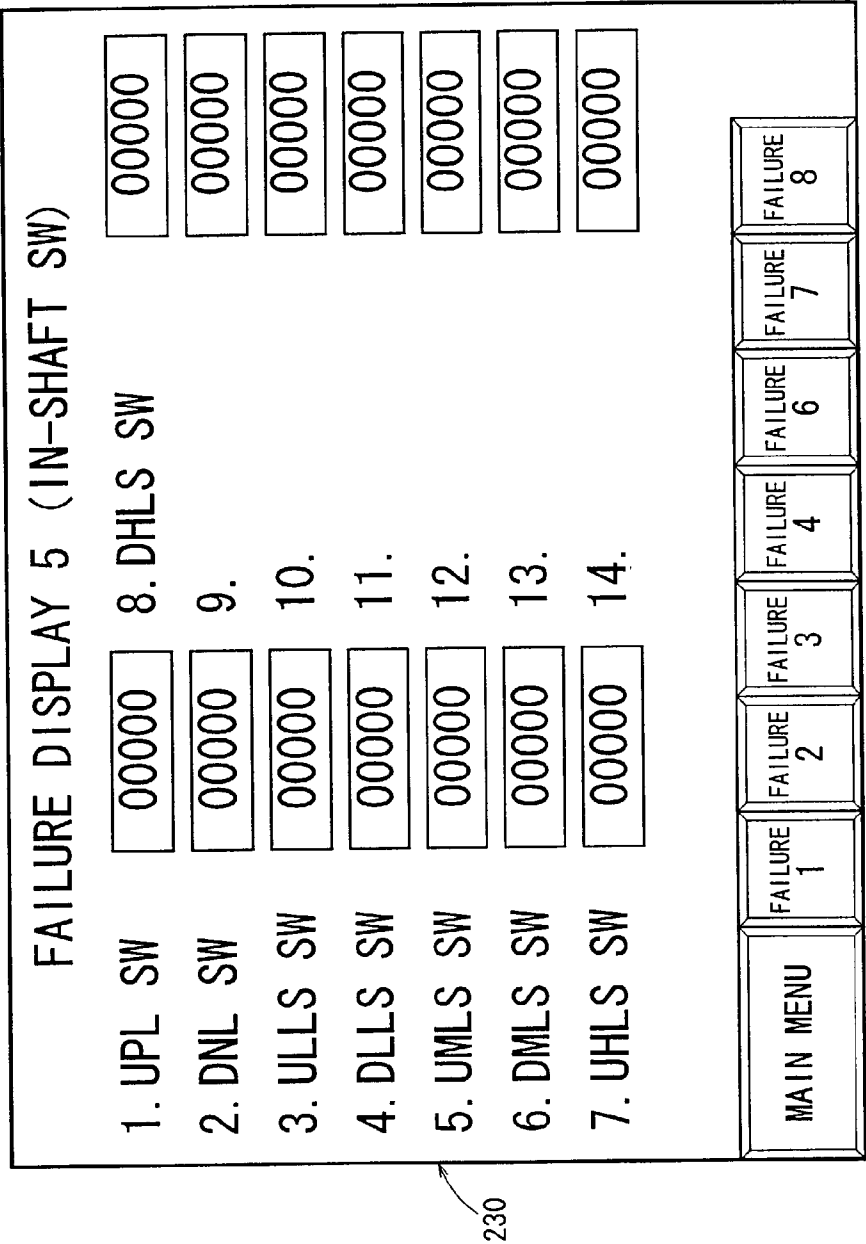 FAILURE DISPLAY 5 (IN-SHAFT SW)
1. UPL SW 00000 8. DHLS SW 00000
2. DNL SW 00000 9. 00000
3. ULLS SW 00000 10. 00000
4. DLLS SW 00000 11. 00000
5. UMLS SW 00000 12. 00000
6. DMLS SW 00000 13. 00000
7. UHLS SW 00000 14. 00000
MAIN MENU FAILURE 1 FAILURE 2 FAILURE 3 FAILURE 4 FAILURE 6 FAILURE 7 FAILURE 8
230